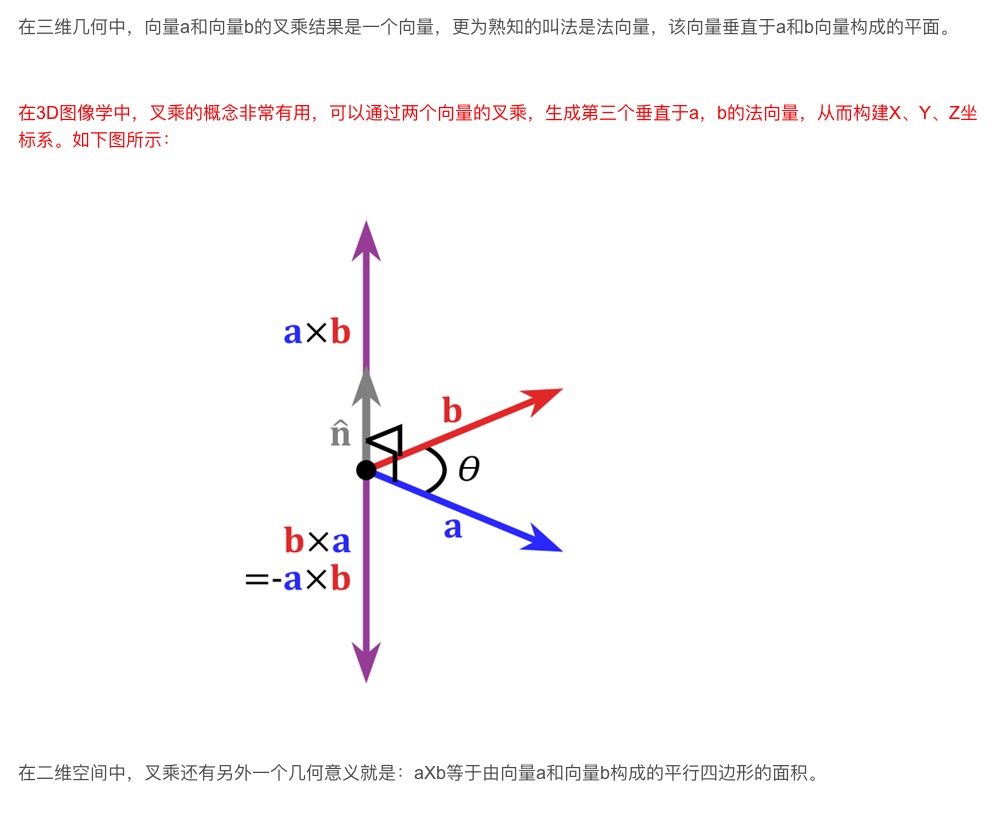 在三维几何中，向量a和向量b的叉乘结果是一个向量，更为熟知的叫法是法向量，该向量垂直于a和b向量构成的平面。
在3D图像学中，叉乘的概念非常有用，可以通过两个向量的叉乘，生成第三个垂直于a，b的法向量，从而构建X、Y、Z坐
标系。如下图所示：
a×b
b
n̂
θ
a
b×a
=-a×b
在二维空间中，叉乘还有另外一个几何意义就是：aXb等于由向量a和向量b构成的平行四边形的面积。